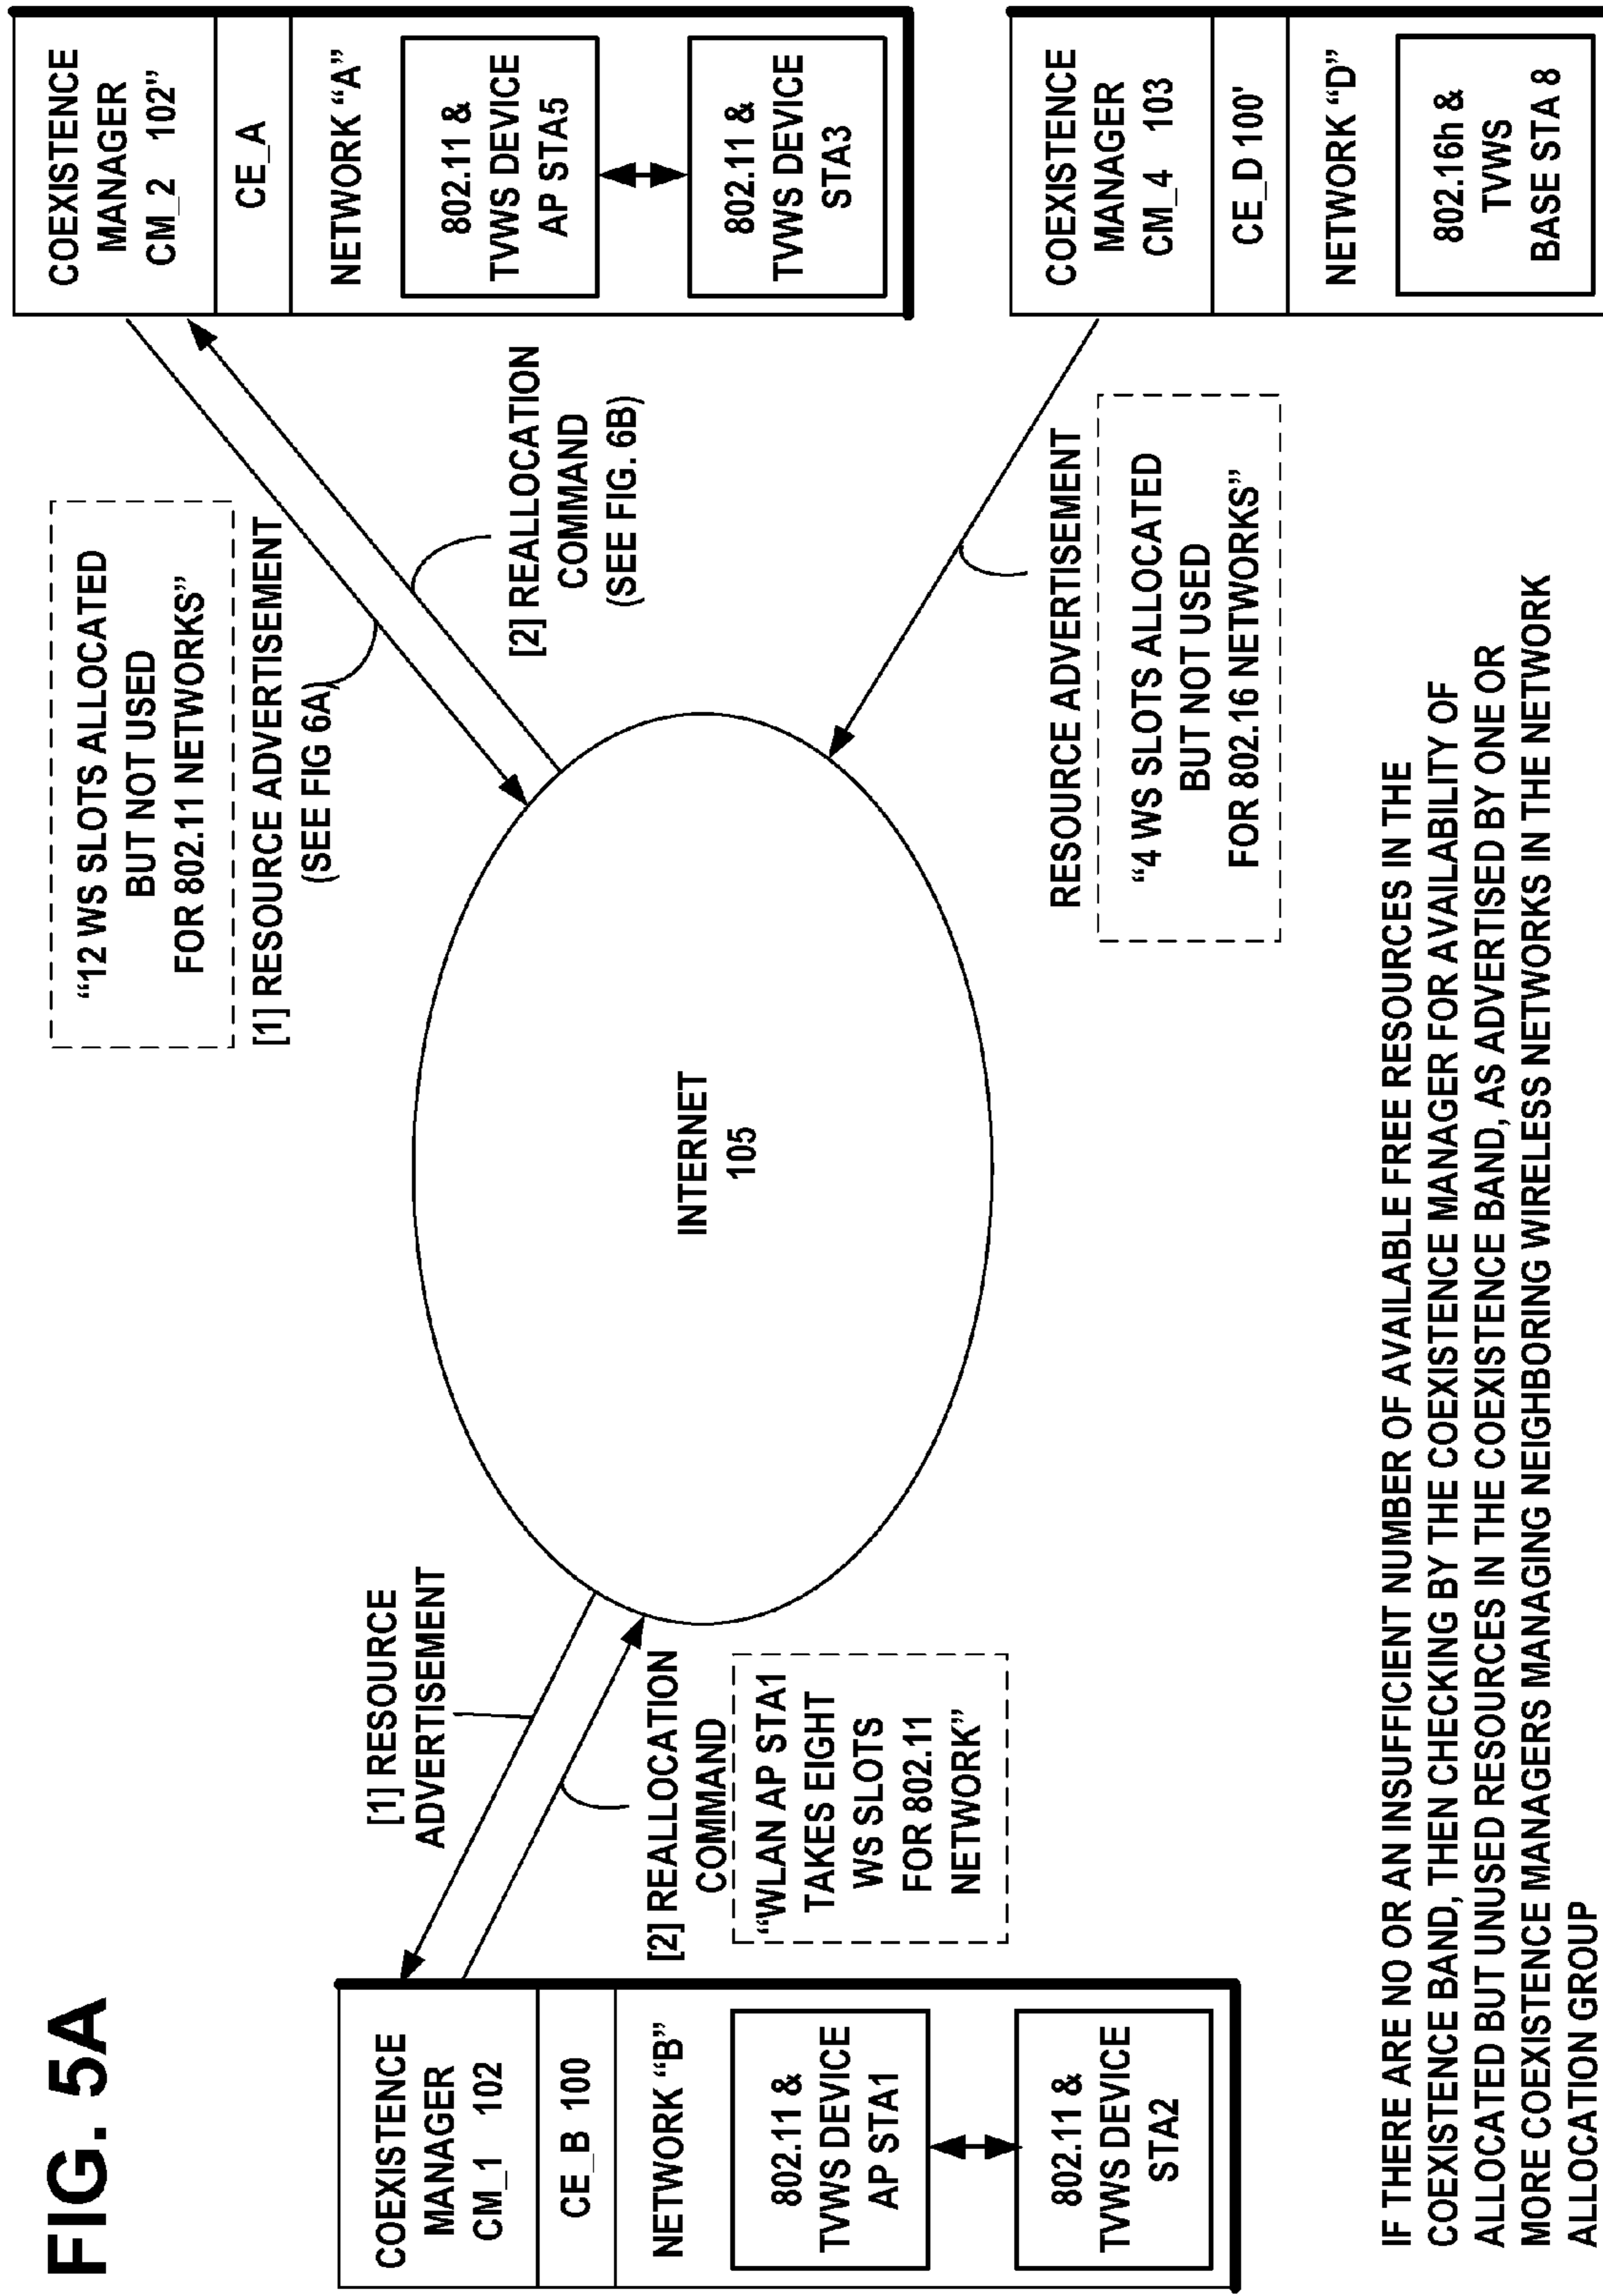 FIG. 5A
COEXISTENCE
MANAGER
CM_1 102
CE_B 100
NETWORK “B”
802.11 &
TVWS DEVICE
AP STA1
802.11 &
TVWS DEVICE
STA2
[1] RESOURCE
ADVERTISEMENT
[2] REALLOCATION
COMMAND
“WLAN AP STA1
TAKES EIGHT
WS SLOTS
FOR 802.11
NETWORK”
INTERNET
105
“12 WS SLOTS ALLOCATED
BUT NOT USED
FOR 802.11 NETWORKS”
[1] RESOURCE ADVERTISEMENT
(SEE FIG 6A)
[2] REALLOCATION
COMMAND
(SEE FIG. 6B)
RESOURCE ADVERTISEMENT
“4 WS SLOTS ALLOCATED
BUT NOT USED
FOR 802.16 NETWORKS”
COEXISTENCE
MANAGER
CM_2 102”
CE_A
NETWORK “A”
802.11 &
TVWS DEVICE
AP STA5
802.11 &
TVWS DEVICE
STA3
COEXISTENCE
MANAGER
CM_4 103
CE_D 100'
NETWORK “D”
802.16h &
TVWS
BASE STA 8
IF THERE ARE NO OR AN INSUFFICIENT NUMBER OF AVAILABLE FREE RESOURCES IN THE
COEXISTENCE BAND, THEN CHECKING BY THE COEXISTENCE MANAGER FOR AVAILABILITY OF
ALLOCATED BUT UNUSED RESOURCES IN THE COEXISTENCE BAND, AS ADVERTISED BY ONE OR
MORE COEXISTENCE MANAGERS MANAGING NEIGHBORING WIRELESS NETWORKS IN THE NETWORK
ALLOCATION GROUP